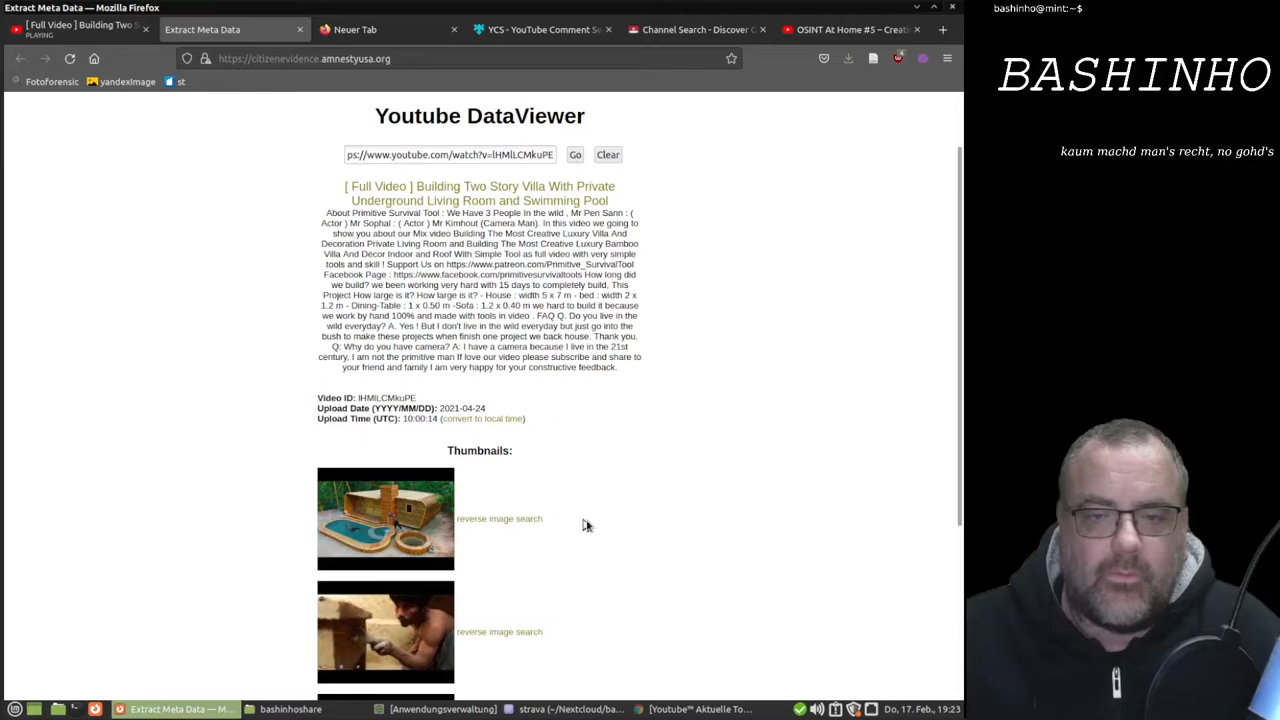 Extract Meta Data — Mozilla Firefox
bashinho@mint:~$
[ Full Video ] Building Two S
PLAYING
Extract Meta Data
Neuer Tab
YCS - YouTube Comment Se
Channel Search - Discover C
OSINT At Home #5 – Creati
https://citizenevidence.amnestyusa.org
4
Fotoforensic
yandexImage
st
BASHINHO
kaum machd man's recht, no gohd's
Youtube DataViewer
ps://www.youtube.com/watch?v=lHMlLCMkuPE
Go
Clear
[ Full Video ] Building Two Story Villa With Private
Underground Living Room and Swimming Pool
About Primitive Survival Tool : We Have 3 People In the wild , Mr Pen Sann : (
Actor ) Mr Sophal : ( Actor ) Mr Kimhout (Camera Man). In this video we going to
show you about our Mix video Building The Most Creative Luxury Villa And
Decoration Private Living Room and Building The Most Creative Luxury Bamboo
Villa And Décor Indoor and Roof With Simple Tool as full video with very simple
tools and skill ! Support Us on https://www.patreon.com/Primitive_SurvivalTool
Facebook Page : https://www.facebook.com/primitivesurvivaltools How long did
we build? we been working very hard with 15 days to completely build, This
Project How large is it? How large is it? - House : width 5 x 7 m - bed : width 2 x
1.2 m - Dining-Table : 1 x 0.50 m -Sofa : 1.2 x 0.40 m we hard to build it because
we work by hand 100% and made with tools in video . FAQ Q. Do you live in the
wild everyday? A. Yes ! But I don't live in the wild everyday but just go into the
bush to make these projects when finish one project we back house. Thank you.
Q: Why do you have camera? A: I have a camera because I live in the 21st
century, I am not the primitive man If love our video please subscribe and share to
your friend and family I am very happy for your constructive feedback.
Video ID: lHMlLCMkuPE
Upload Date (YYYY/MM/DD): 2021-04-24
Upload Time (UTC): 10:00:14 (convert to local time)
Thumbnails:
reverse image search
reverse image search
Extract Meta Data — M...
bashinhoshare
[Anwendungsverwaltung]
strava (~/Nextcloud/ba...
[Youtube™ Aktuelle To...
Do, 17. Feb., 19:23